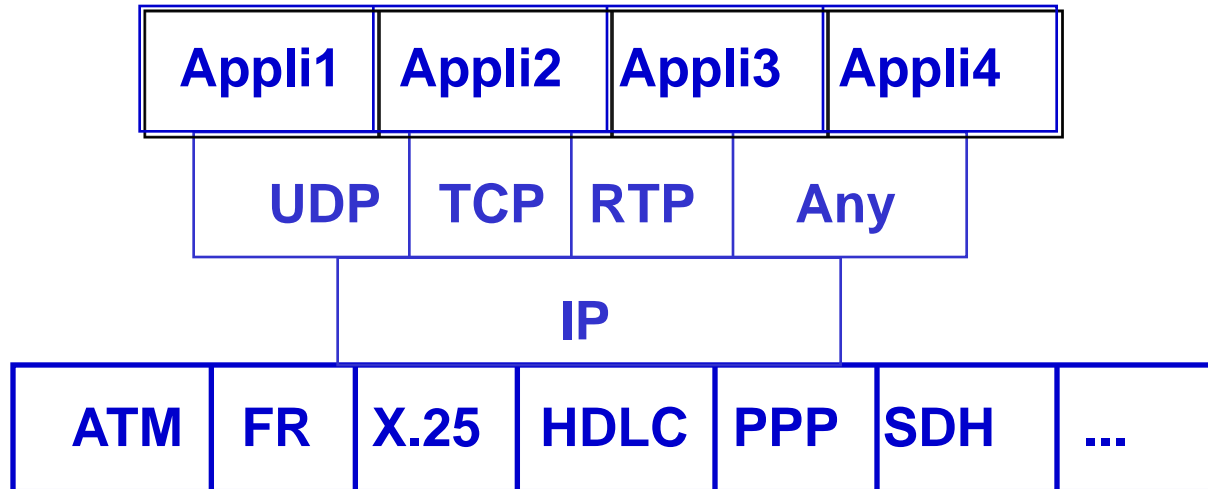 Appli1 Appli2 Appli3 Appli4
UDP TCP RTP Any
IP
ATM FR X.25 HDLC PPP SDH ...